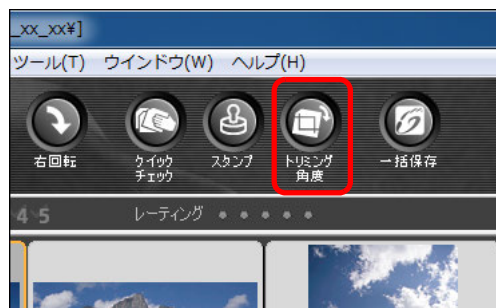 _xx_xx¥]
ツール(T) ウインドウ(W) ヘルプ(H)
右回転
クイック
チェック
スタンプ
トリミング
角度
一括保存
4 5 レーティング